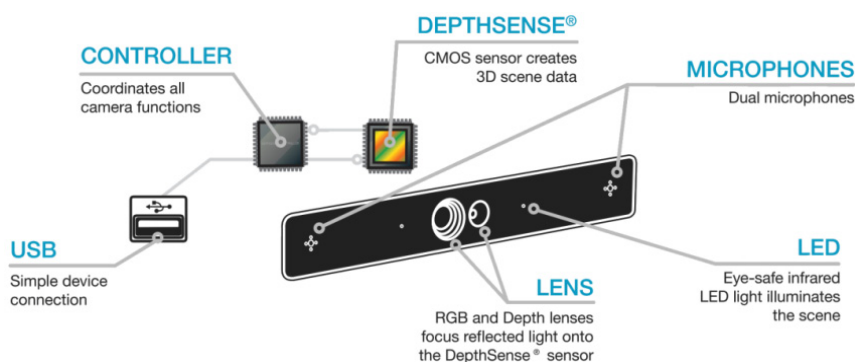 DEPTHSENSE®
CMOS sensor creates
3D scene data
CONTROLLER
Coordinates all
camera functions
MICROPHONES
Dual microphones
USB
Simple device
connection
LENS
RGB and Depth lenses
focus reflected light onto
the DepthSense® sensor
LED
Eye-safe infrared
LED light illuminates
the scene